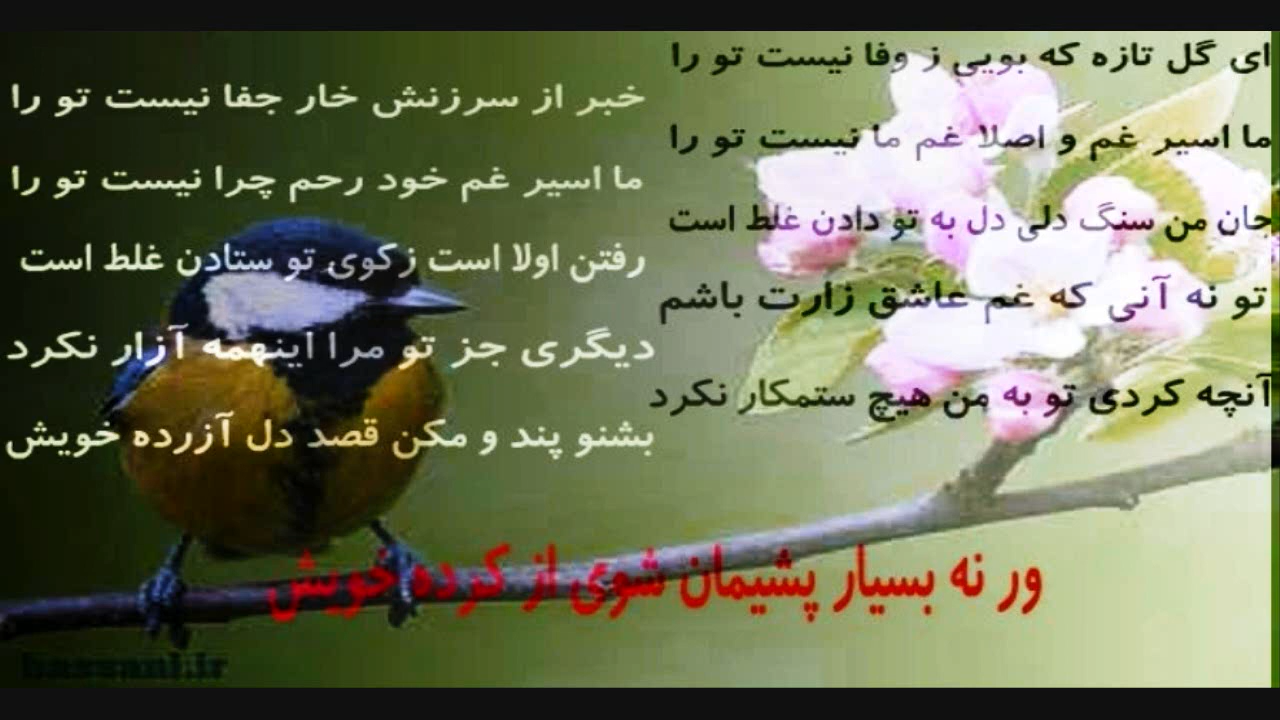 ای گل تازه که بویی ز وفا نیست تو را
خبر از سرزنش خار جفا نیست تو را
ما اسیر غم و اصلا غم ما نیست تو را
ما اسیر غم خود رحم چرا نیست تو را
جان من سنگ دلی دل به تو دادن غلط است
رفتن اولا است زکوی تو ستادن غلط است
تو نه آنی که غم عاشق زارت باشم
دیگری جز تو مرا اینهمه آزار نکرد
آنچه کردی تو به من هیچ ستمکار نکرد
بشنو پند و مکن قصد دل آزرده خویش
ور نه بسیار پشیمان شوی از کرده خویش
bassani.ir